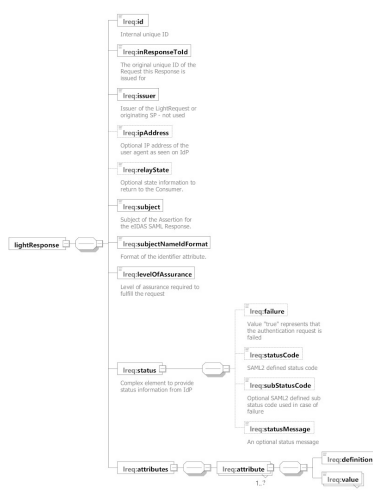 lreq:id
Internal unique ID
lreq:inResponseToId
The original unique ID of the
Request this Response is
issued for
lreq:issuer
Issuer of the LightRequest or
originating SP - not used
lreq:ipAddress
Optional IP address of the
user agent as seen on IdP
lreq:relayState
Optional state information to
return to the Consumer.
lreq:subject
Subject of the Assertion for
the eIDAS SAML Response.
lightResponse
lreq:subjectNameIdFormat
Format of the identifier attribute.
lreq:levelOfAssurance
Level of assurance required to
fulfill the request
lreq:failure
Value "true" represents that
the authentication request is
failed
lreq:statusCode
SAML2 defined status code
lreq:status
Complex element to provide
status information from IdP
lreq:subStatusCode
Optional SAML2 defined sub
status code used in case of
failure
lreq:statusMessage
An optional status message
lreq:definition
lreq:attributes
lreq:attribute
lreq:value